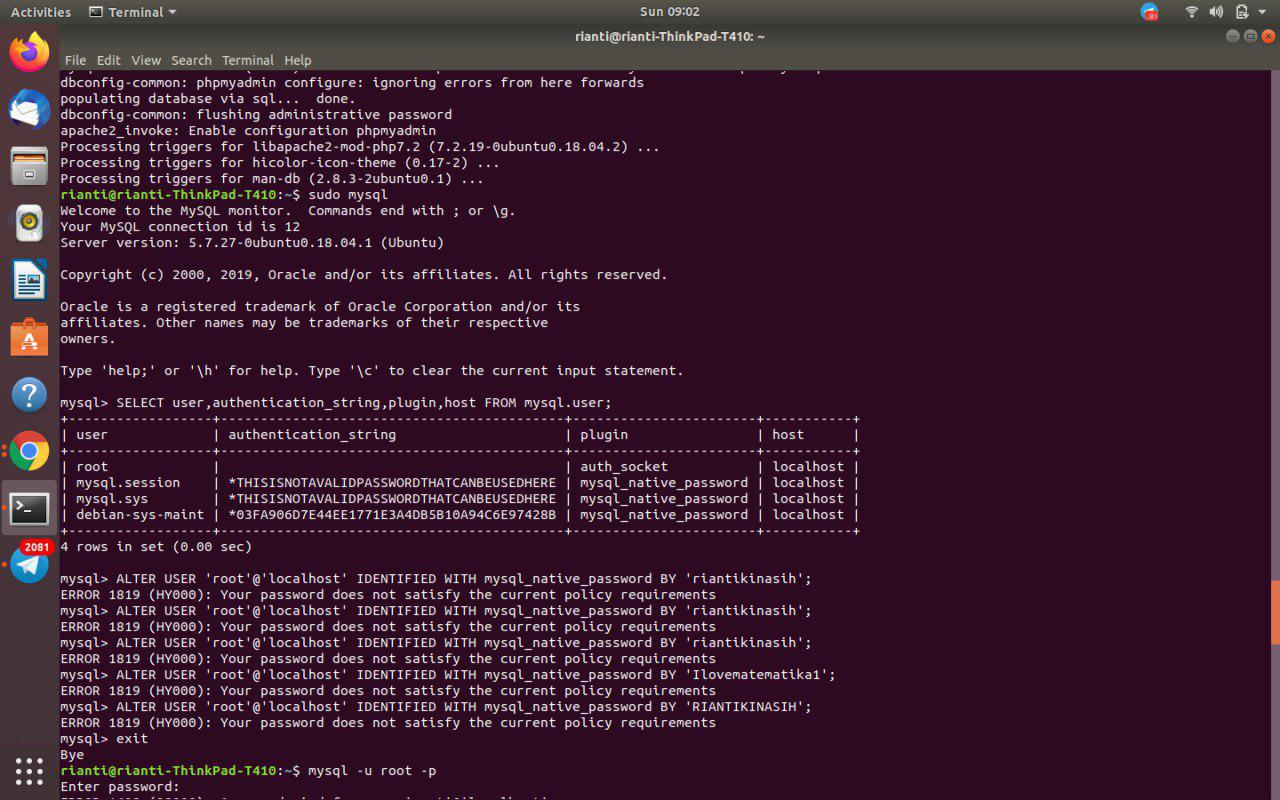 Activities Terminal Sun 09:02 81
rianti@rianti-ThinkPad-T410: ~
File Edit View Search Terminal Help
dbconfig-common: phpmyadmin configure: ignoring errors from here forwards
populating database via sql...  done.
dbconfig-common: flushing administrative password
apache2_invoke: Enable configuration phpmyadmin
Processing triggers for libapache2-mod-php7.2 (7.2.19-0ubuntu0.18.04.2) ...
Processing triggers for hicolor-icon-theme (0.17-2) ...
Processing triggers for man-db (2.8.3-2ubuntu0.1) ...
rianti@rianti-ThinkPad-T410:~$ sudo mysql
Welcome to the MySQL monitor.  Commands end with ; or \g.
Your MySQL connection id is 12
Server version: 5.7.27-0ubuntu0.18.04.1 (Ubuntu)
Copyright (c) 2000, 2019, Oracle and/or its affiliates. All rights reserved.
Oracle is a registered trademark of Oracle Corporation and/or its
affiliates. Other names may be trademarks of their respective
owners.
Type 'help;' or '\h' for help. Type '\c' to clear the current input statement.
mysql> SELECT user,authentication_string,plugin,host FROM mysql.user;
+------------------+-------------------------------------------+-----------------------+-----------+
| user             | authentication_string                     | plugin                | host      |
+------------------+-------------------------------------------+-----------------------+-----------+
| root             |                                           | auth_socket           | localhost |
| mysql.session    | *THISISNOTAVALIDPASSWORDTHATCANBEUSEDHERE | mysql_native_password | localhost |
| mysql.sys        | *THISISNOTAVALIDPASSWORDTHATCANBEUSEDHERE | mysql_native_password | localhost |
| debian-sys-maint | *03FA906D7E44EE1771E3A4DB5B10A94C6E97428B | mysql_native_password | localhost |
+------------------+-------------------------------------------+-----------------------+-----------+
4 rows in set (0.00 sec)
2081
mysql> ALTER USER 'root'@'localhost' IDENTIFIED WITH mysql_native_password BY 'riantikinasih';
ERROR 1819 (HY000): Your password does not satisfy the current policy requirements
mysql> ALTER USER 'root'@'localhost' IDENTIFIED WITH mysql_native_password BY 'riantikinasih';
ERROR 1819 (HY000): Your password does not satisfy the current policy requirements
mysql> ALTER USER 'root'@'localhost' IDENTIFIED WITH mysql_native_password BY 'riantikinasih';
ERROR 1819 (HY000): Your password does not satisfy the current policy requirements
mysql> ALTER USER 'root'@'localhost' IDENTIFIED WITH mysql_native_password BY 'Ilovematematika1';
ERROR 1819 (HY000): Your password does not satisfy the current policy requirements
mysql> ALTER USER 'root'@'localhost' IDENTIFIED WITH mysql_native_password BY 'RIANTIKINASIH';
ERROR 1819 (HY000): Your password does not satisfy the current policy requirements
mysql> exit
Bye
rianti@rianti-ThinkPad-T410:~$ mysql -u root -p
Enter password: